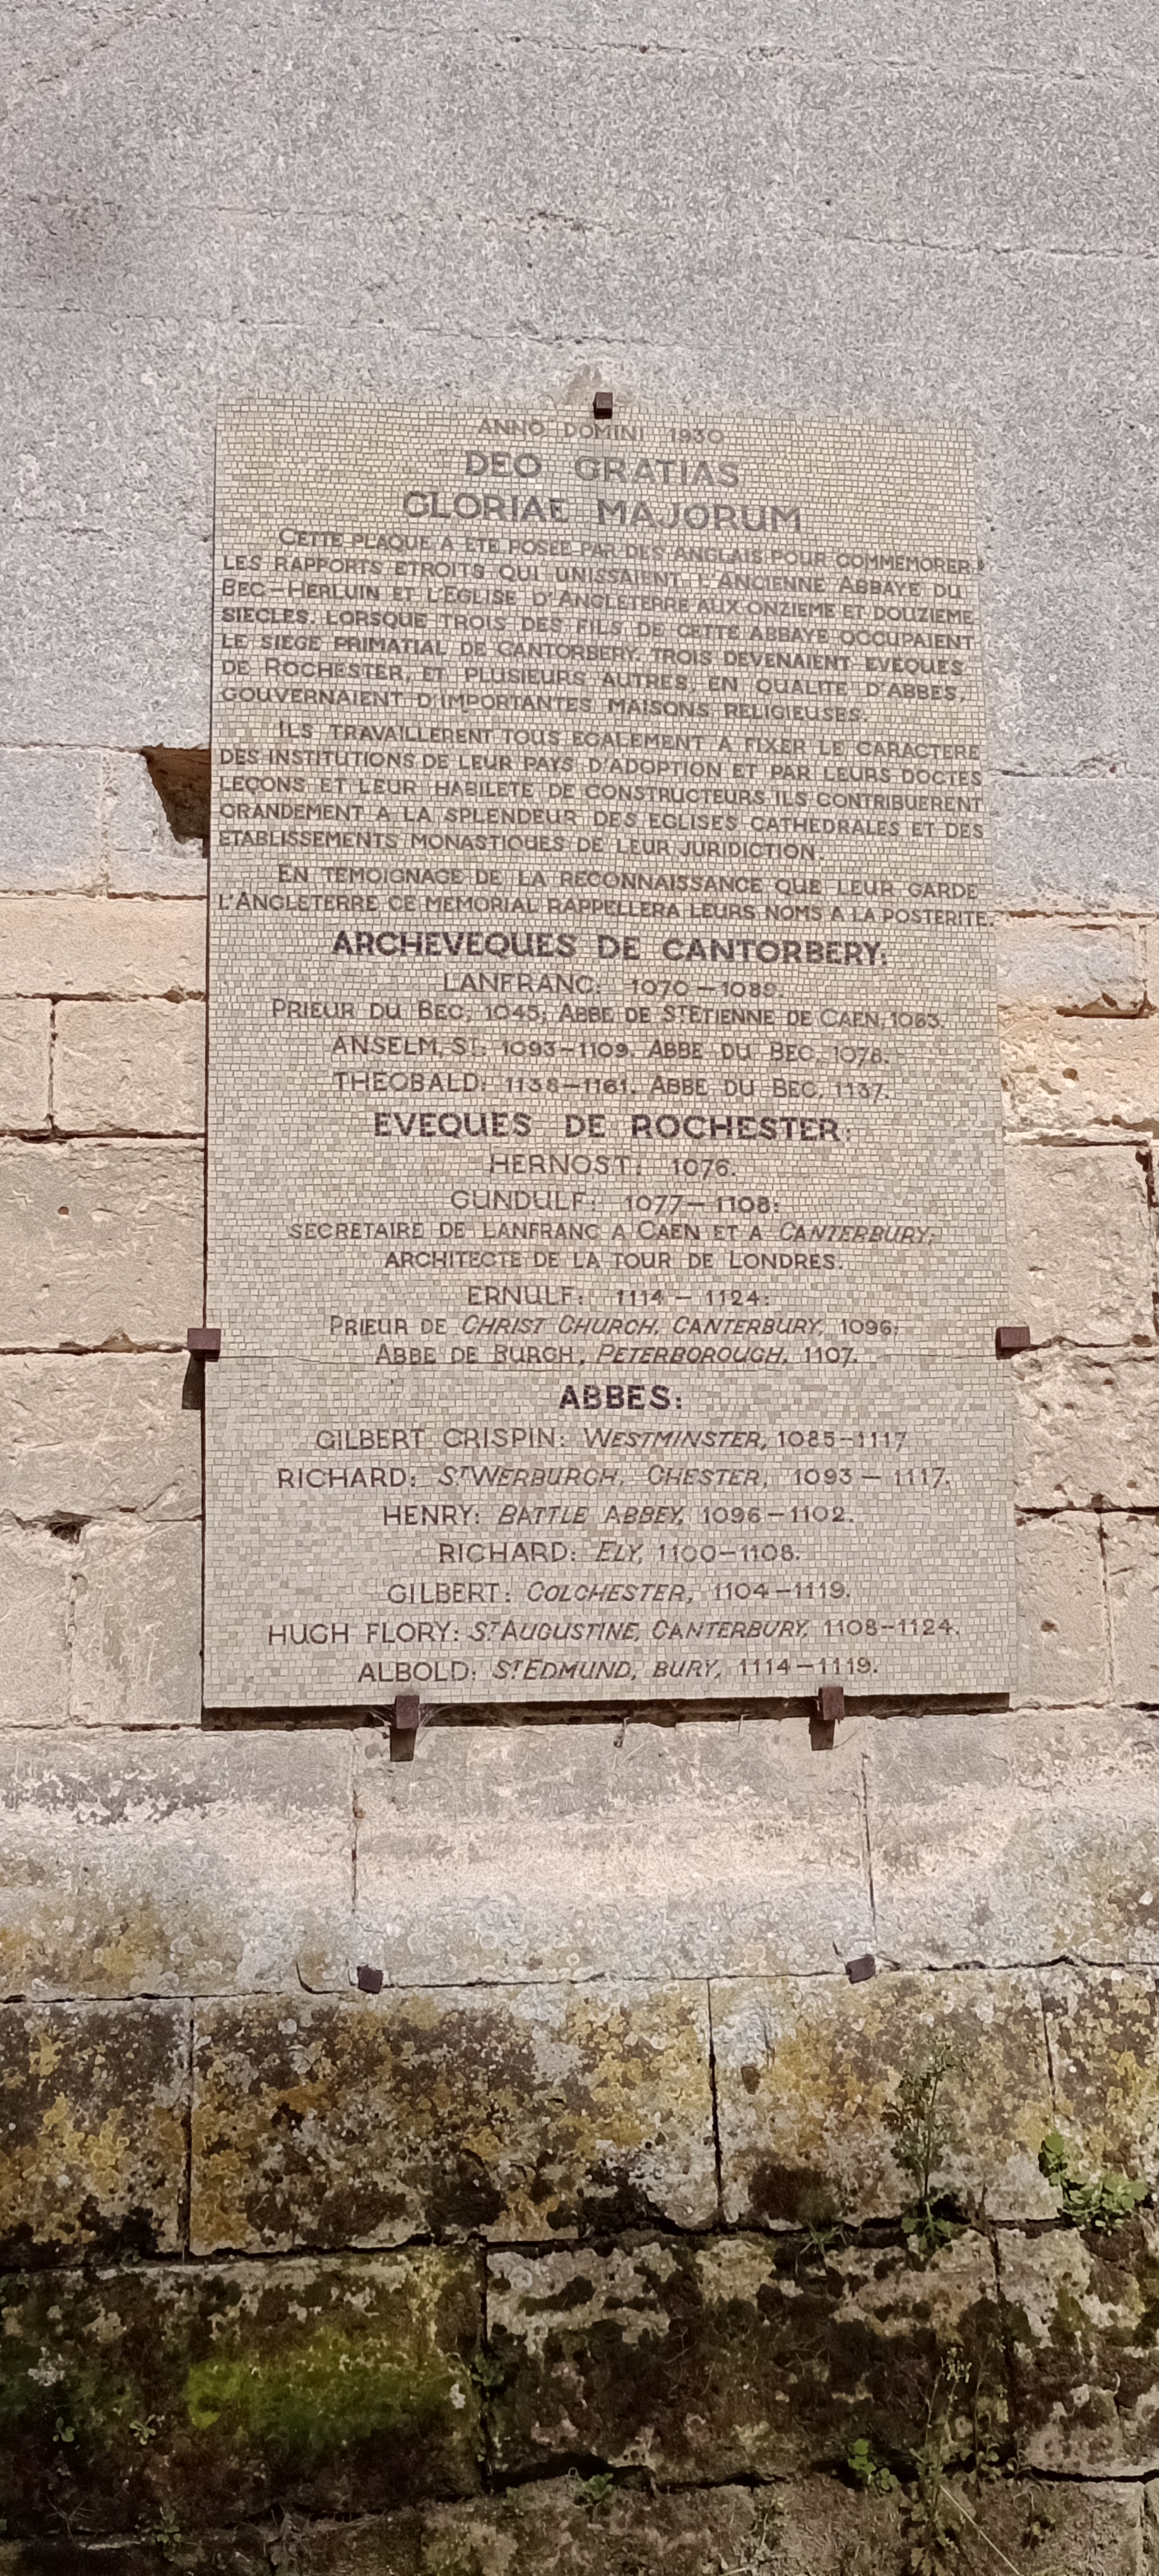 ANNO DOMINI 1930
DEO GRATIAS
GLORIAE MAJORUM
CETTE PLAQUE A ETE POSEE PAR DES ANGLAIS POUR COMMEMORER
LES RAPPORTS ETROITS QUI UNISSAIENT L'ANCIENNE ABBAYE DU
BEC-HERLUIN ET L'EGLISE D'ANGLETERRE AUX ONZIEME ET DOUZIEME
SIECLES. LORSQUE TROIS DES FILS DE CETTE ABBAYE OCCUPAIENT
LE SIEGE PRIMATIAL DE CANTORBERY, TROIS DEVENAIENT EVEQUES
DE ROCHESTER, ET PLUSIEURS AUTRES, EN QUALITE D'ABBES,
GOUVERNAIENT D'IMPORTANTES MAISONS RELIGIEUSES.
ILS TRAVAILLERENT TOUS EGALEMENT A FIXER LE CARACTERE
DES INSTITUTIONS DE LEUR PAYS D'ADOPTION ET PAR LEURS DOCTES
LEÇONS ET LEUR HABILETE DE CONSTRUCTEURS ILS CONTRIBUERENT
GRANDEMENT A LA SPLENDEUR DES EGLISES CATHEDRALES ET DES
ETABLISSEMENTS MONASTIQUES DE LEUR JURIDICTION.
EN TEMOIGNAGE DE LA RECONNAISSANCE QUE LEUR GARDE
L'ANGLETERRE CE MEMORIAL RAPPELLERA LEURS NOMS A LA POSTERITE.
ARCHEVEQUES DE CANTORBERY:
LANFRANC: 1070-1089.
PRIEUR DU BEC, 1045; ABBE DE ST ETIENNE DE CAEN, 1063.
ANSELM, ST: 1093-1109. ABBE DU BEC, 1078.
THEOBALD: 1138-1161. ABBE DU BEC, 1137.
EVEQUES DE ROCHESTER:
HERNOST: 1076.
GUNDULF: 1077-1108:
SECRETAIRE DE LANFRANC A CAEN ET A CANTERBURY;
ARCHITECTE DE LA TOUR DE LONDRES.
ERNULF: 1114-1124:
PRIEUR DE CHRIST CHURCH, CANTERBURY, 1096;
ABBE DE BURGH, PETERBOROUGH, 1107.
ABBES:
GILBERT CRISPIN: WESTMINSTER, 1085-1117
RICHARD: ST WERBURGH, CHESTER, 1093-1117.
HENRY: BATTLE ABBEY, 1096-1102.
RICHARD: ELY, 1100-1108.
GILBERT: COLCHESTER, 1104-1119.
HUGH FLORY: ST AUGUSTINE, CANTERBURY, 1108-1124.
ALBOLD: ST EDMUND, BURY, 1114-1119.